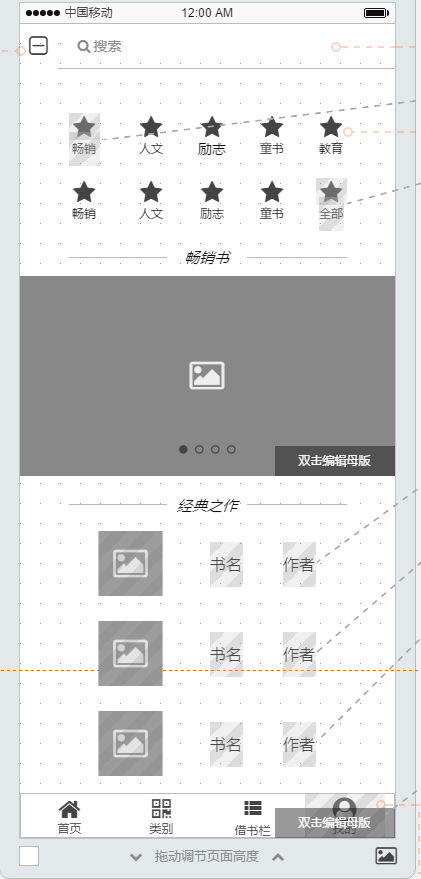 中国移动 12:00 AM
搜索
畅销 人文 励志 童书 教育
畅销 人文 励志 童书 全部
畅销书
双击编辑母版
经典之作
书名 作者
书名 作者
书名 作者
首页 类别 借书栏 我的
双击编辑母版
拖动调节页面高度